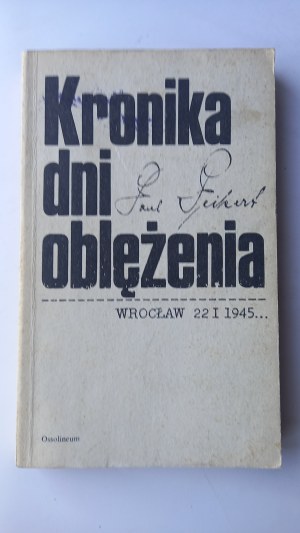 Kronika
dni
Paul Peikert
oblężenia
WROCŁAW 22 I 1945...
Ossolineum